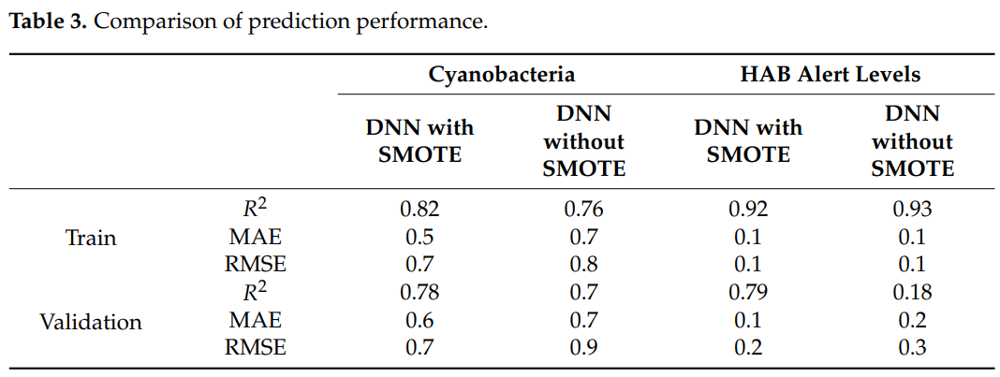 Table 3. Comparison of prediction performance.
Cyanobacteria HAB Alert Levels
DNN with SMOTE DNN without SMOTE DNN with SMOTE DNN without SMOTE
Train R² 0.82 0.76 0.92 0.93
MAE 0.5 0.7 0.1 0.1
RMSE 0.7 0.8 0.1 0.1
Validation R² 0.78 0.7 0.79 0.18
MAE 0.6 0.7 0.1 0.2
RMSE 0.7 0.9 0.2 0.3